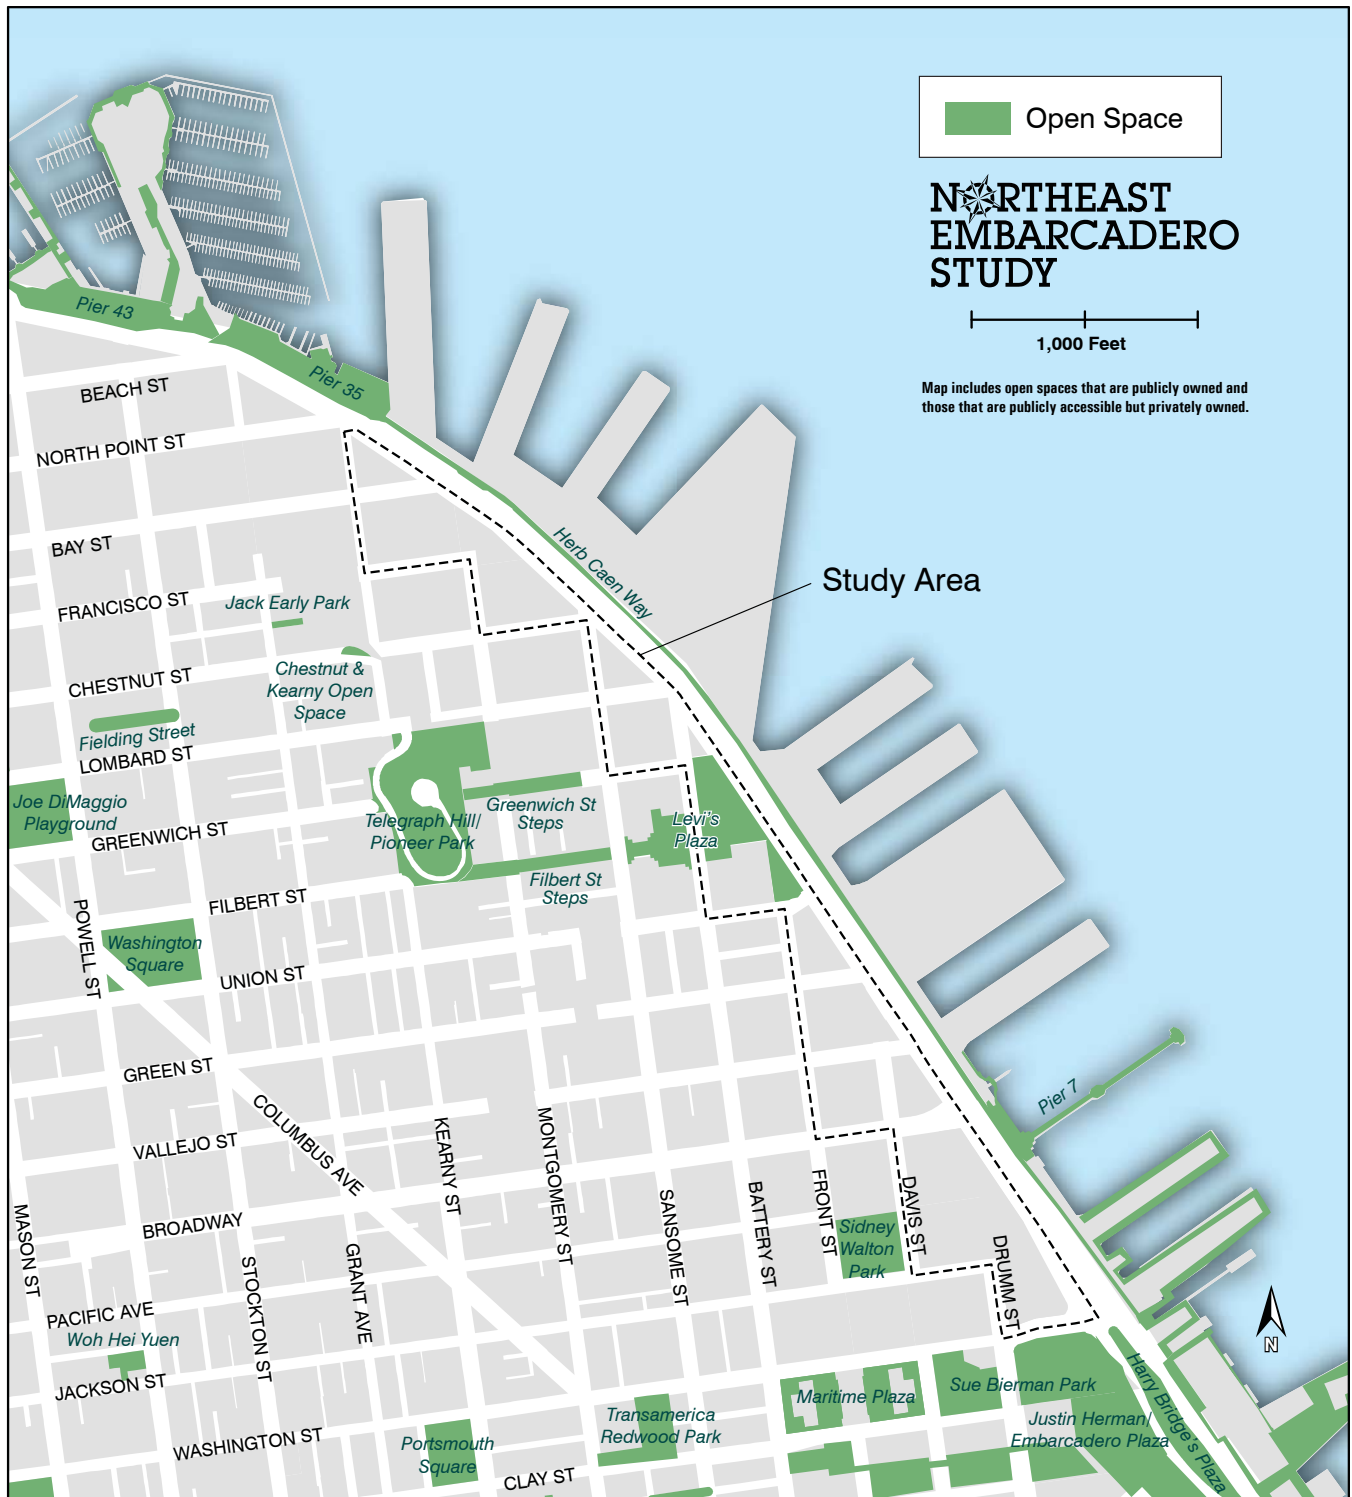 Open Space
NORTHEAST
EMBARCADERO
STUDY
1,000 Feet
Map includes open spaces that are publicly owned and
those that are publicly accessible but privately owned.
Pier 43
Pier 35
BEACH ST
NORTH POINT ST
BAY ST
Herb Caen Way
Study Area
FRANCISCO ST
Jack Early Park
CHESTNUT ST
Chestnut &
Kearny Open
Space
Fielding Street
LOMBARD ST
Joe DiMaggio
Playground
GREENWICH ST
Telegraph Hill/
Pioneer Park
Greenwich St
Steps
Levi's
Plaza
Filbert St
Steps
FILBERT ST
POWELL ST
Washington
Square
UNION ST
GREEN ST
COLUMBUS AVE
VALLEJO ST
KEARNY ST
MONTGOMERY ST
Pier 7
MASON ST
BROADWAY
STOCKTON ST
GRANT AVE
SANSOME ST
BATTERY ST
FRONT ST
Sidney
Walton
Park
DAVIS ST
DRUMM ST
PACIFIC AVE
Woh Hei Yuen
JACKSON ST
WASHINGTON ST
Portsmouth
Square
CLAY ST
Transamerica
Redwood Park
Maritime Plaza
Sue Bierman Park
Justin Herman/
Embarcadero Plaza
Harry Bridge's Plaza
N